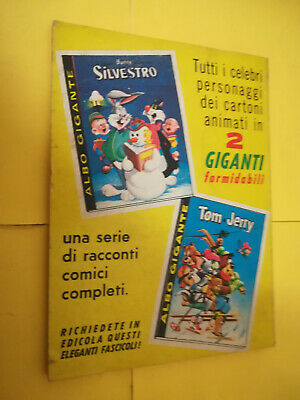 Bunny
SILVESTRO
ALBO GIGANTE
Tutti i celebri
personaggi
dei cartoni
animati in
2
GIGANTI
formidabili
una serie
di racconti
comici
completi.
Tom Jerry
ALBO GIGANTE
RICHIEDETE IN
EDICOLA QUESTI
ELEGANTI FASCICOLI!